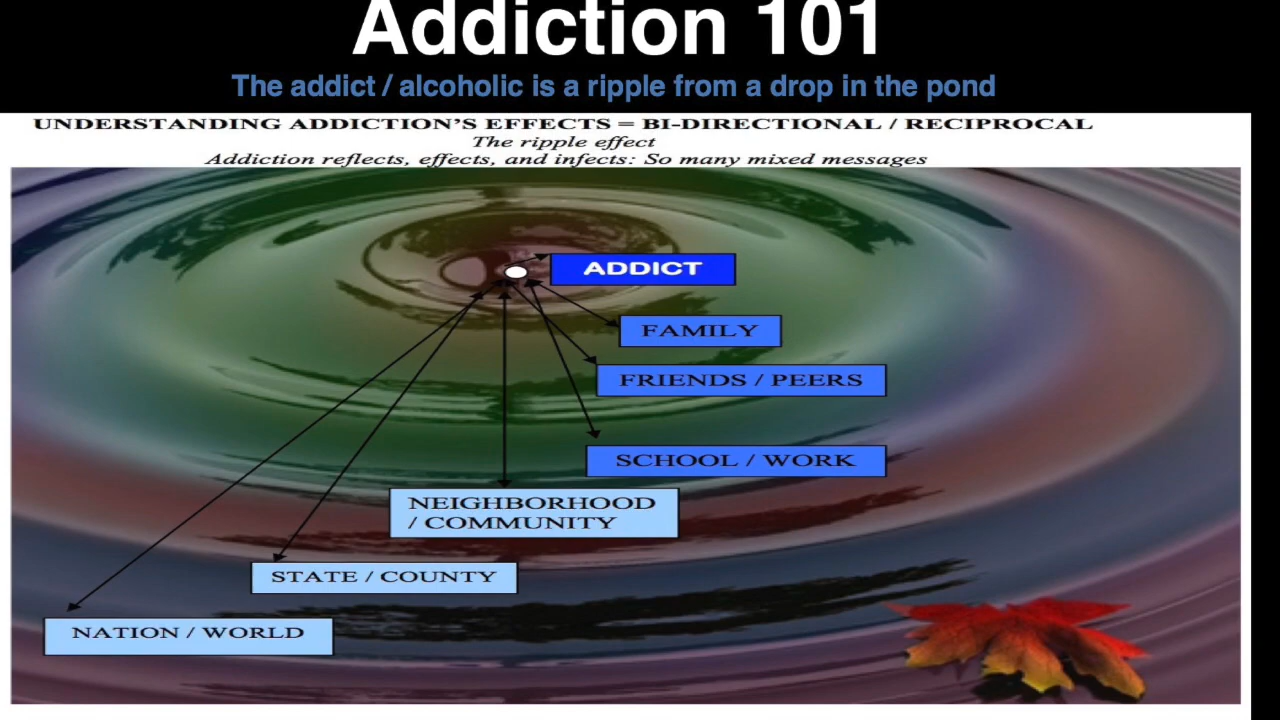 Addiction 101
The addict / alcoholic is a ripple from a drop in the pond
UNDERSTANDING ADDICTION'S EFFECTS = BI-DIRECTIONAL / RECIPROCAL
The ripple effect
Addiction reflects, effects, and infects: So many mixed messages
ADDICT
FAMILY
FRIENDS / PEERS
SCHOOL / WORK
NEIGHBORHOOD
/ COMMUNITY
STATE / COUNTY
NATION / WORLD